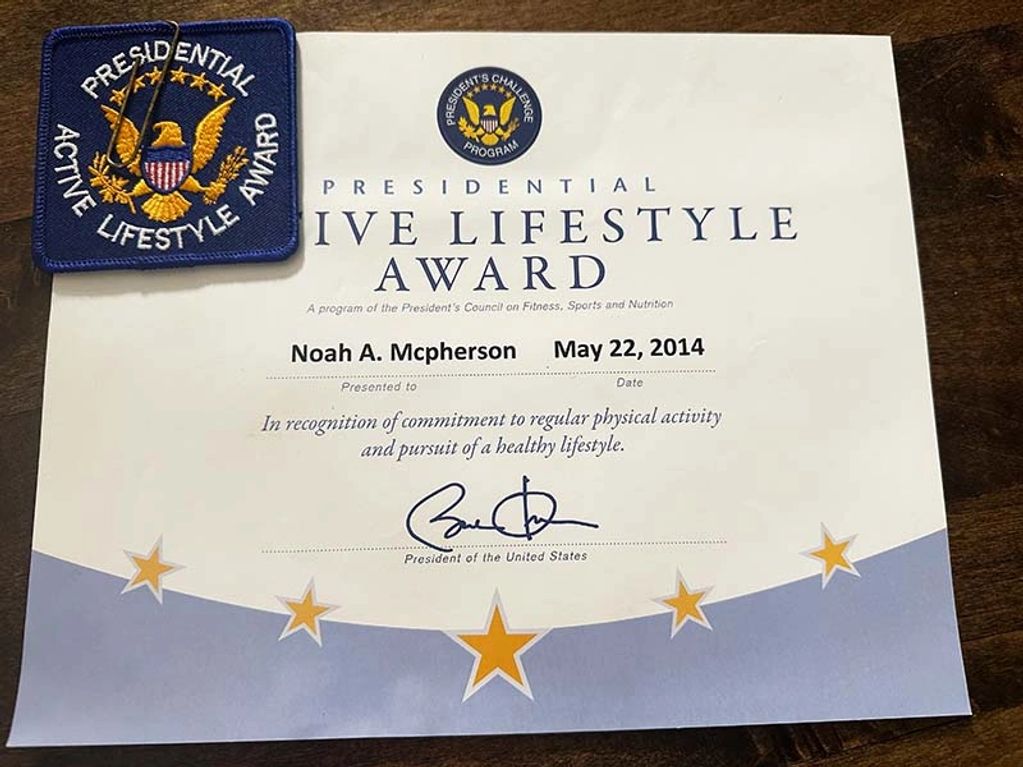 PRESIDENTIAL
ACTIVE LIFESTYLE AWARD
PRESIDENT'S CHALLENGE
PROGRAM
PRESIDENTIAL
IVE LIFESTYLE
AWARD
A program of the President's Council on Fitness, Sports and Nutrition
Noah A. Mcpherson May 22, 2014
Presented to Date
In recognition of commitment to regular physical activity
and pursuit of a healthy lifestyle.
President of the United States